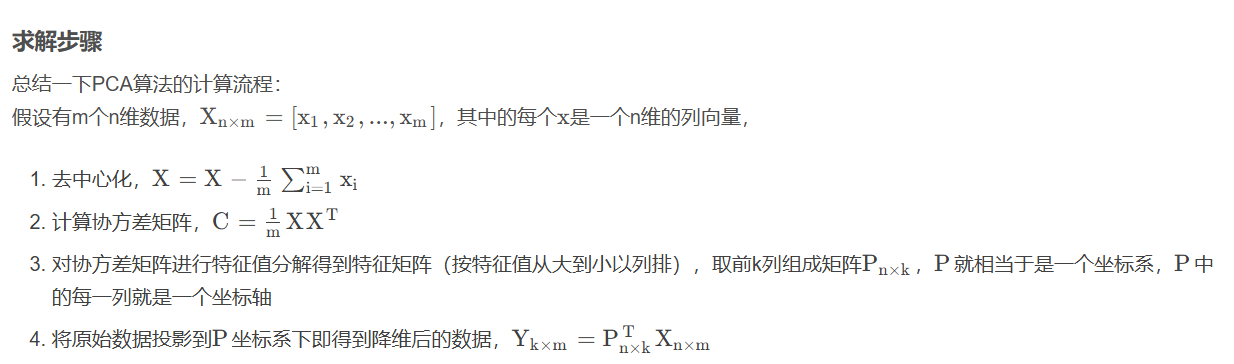 求解步骤
总结一下PCA算法的计算流程：
假设有m个n维数据，X_{n×m} = [x_1, x_2, ..., x_m]，其中的每个x是一个n维的列向量，
1. 去中心化，X = X − \frac{1}{m} \sum_{i=1}^{m} x_i
2. 计算协方差矩阵，C = \frac{1}{m} XX^T
3. 对协方差矩阵进行特征值分解得到特征矩阵（按特征值从大到小以列排），取前k列组成矩阵P_{n×k}，P 就相当于是一个坐标系，P 中
的每一列就是一个坐标轴
4. 将原始数据投影到P 坐标系下即得到降维后的数据，Y_{k×m} = P_{n×k}^T X_{n×m}